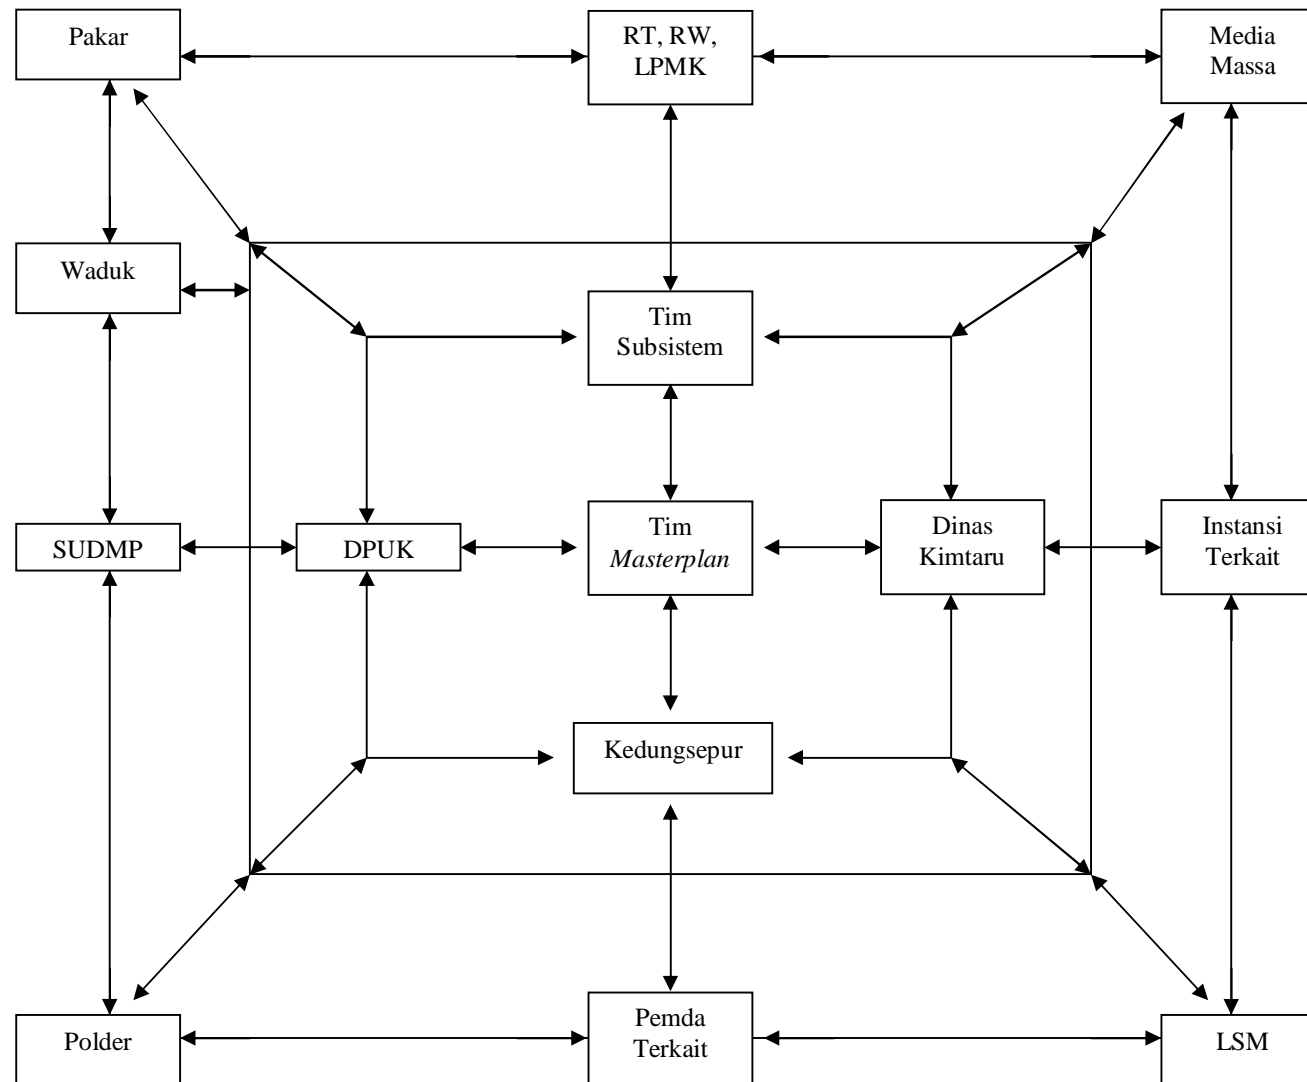 Pakar
RT, RW,
LPMK
Media
Massa
Waduk
Tim
Subsistem
SUDMP
DPUK
Tim
Masterplan
Dinas
Kimtaru
Instansi
Terkait
Kedungsepur
Polder
Pemda
Terkait
LSM